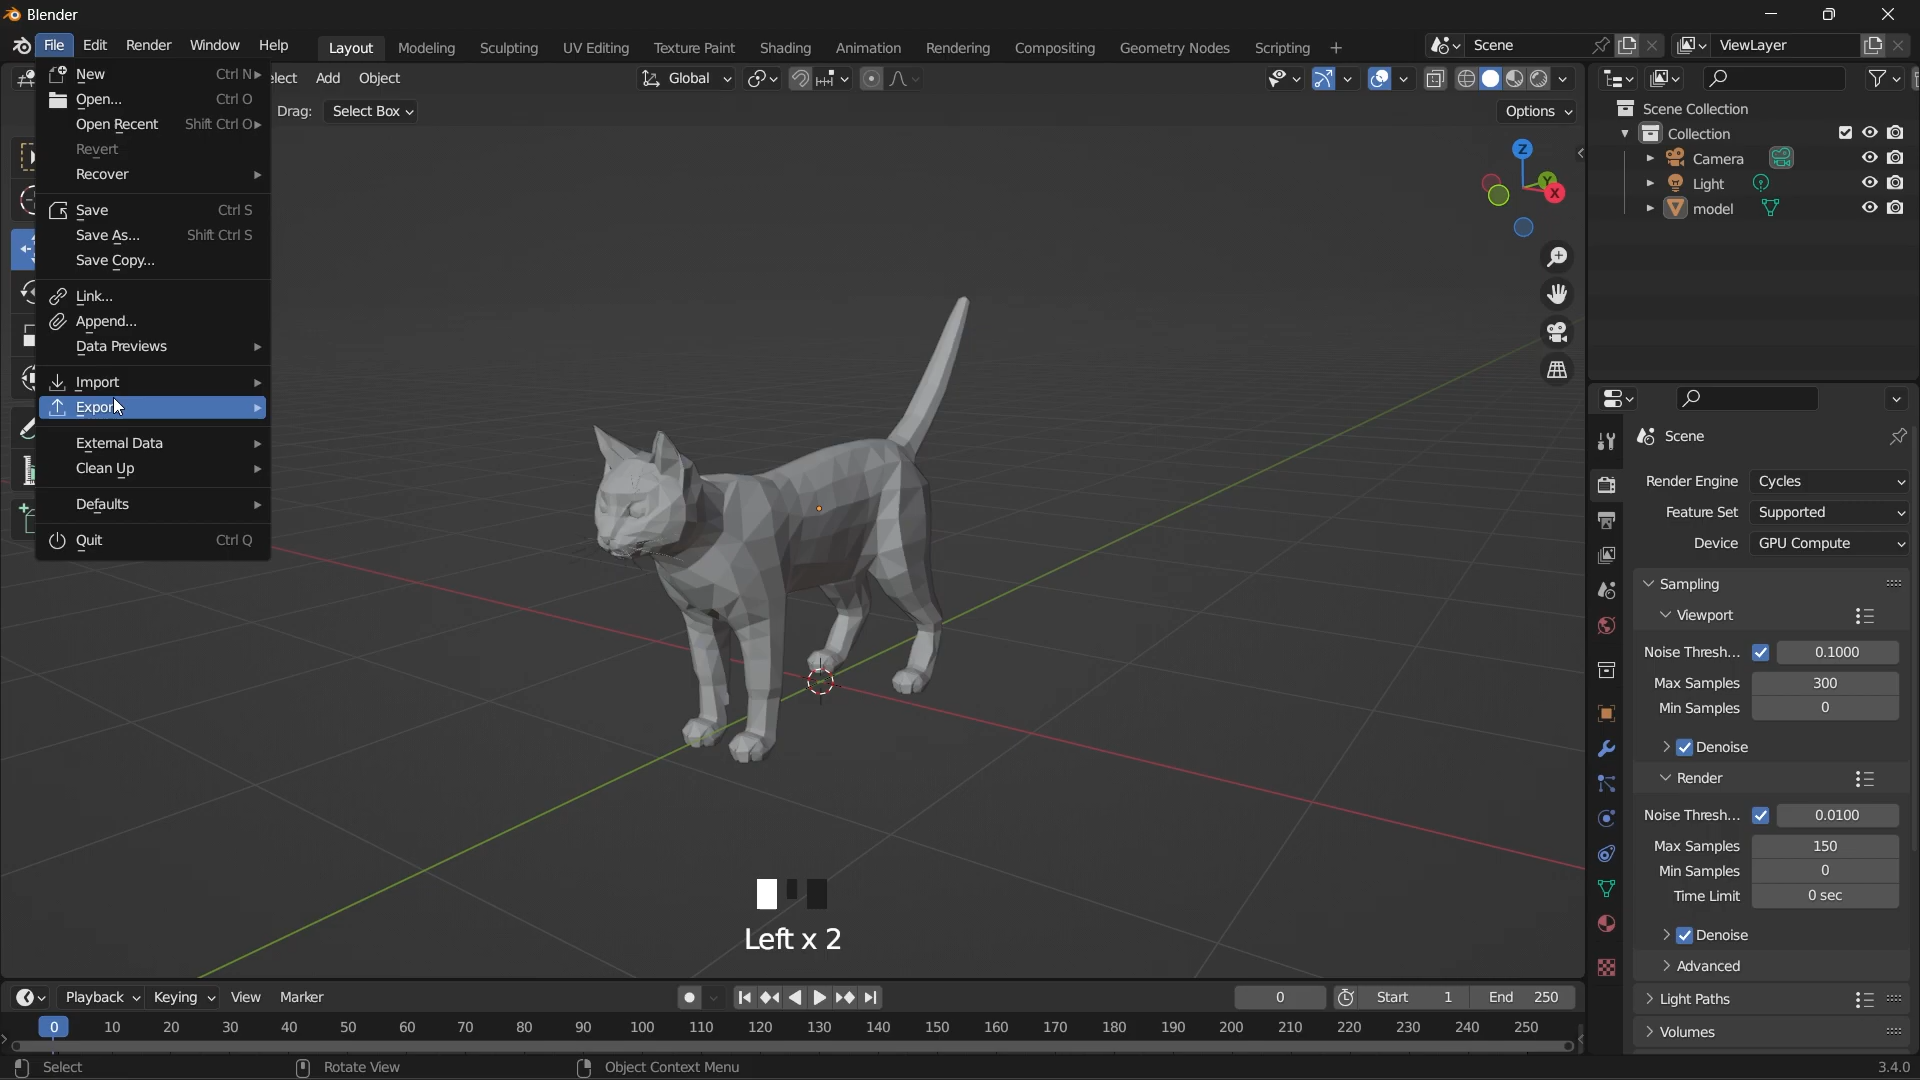 Blender
File Edit Render Window Help Layout Modeling Sculpting UV Editing Texture Paint Shading Animation Rendering Compositing Geometry Nodes Scripting + Scene ViewLayer
New Ctrl N
Open... Ctrl O
Open Recent Shift Ctrl O
Revert
Recover
Save Ctrl S
Save As... Shift Ctrl S
Save Copy...
Link...
Append...
Data Previews
Import
Export
External Data
Clean Up
Defaults
Quit Ctrl Q
Add Object Global
Drag: Select Box Options
Z
Y
X
Left x 2
Scene Collection
Collection
Camera
Light
model
Scene
Render Engine Cycles
Feature Set Supported
Device GPU Compute
Sampling
Viewport
Noise Thresh... 0.1000
Max Samples 300
Min Samples 0
Denoise
Render
Noise Thresh... 0.0100
Max Samples 150
Min Samples 0
Time Limit 0 sec
Denoise
Advanced
Light Paths
Volumes
Playback Keying View Marker 0 Start 1 End 250
0 10 20 30 40 50 60 70 80 90 100 110 120 130 140 150 160 170 180 190 200 210 220 230 240 250
Select Rotate View Object Context Menu 3.4.0